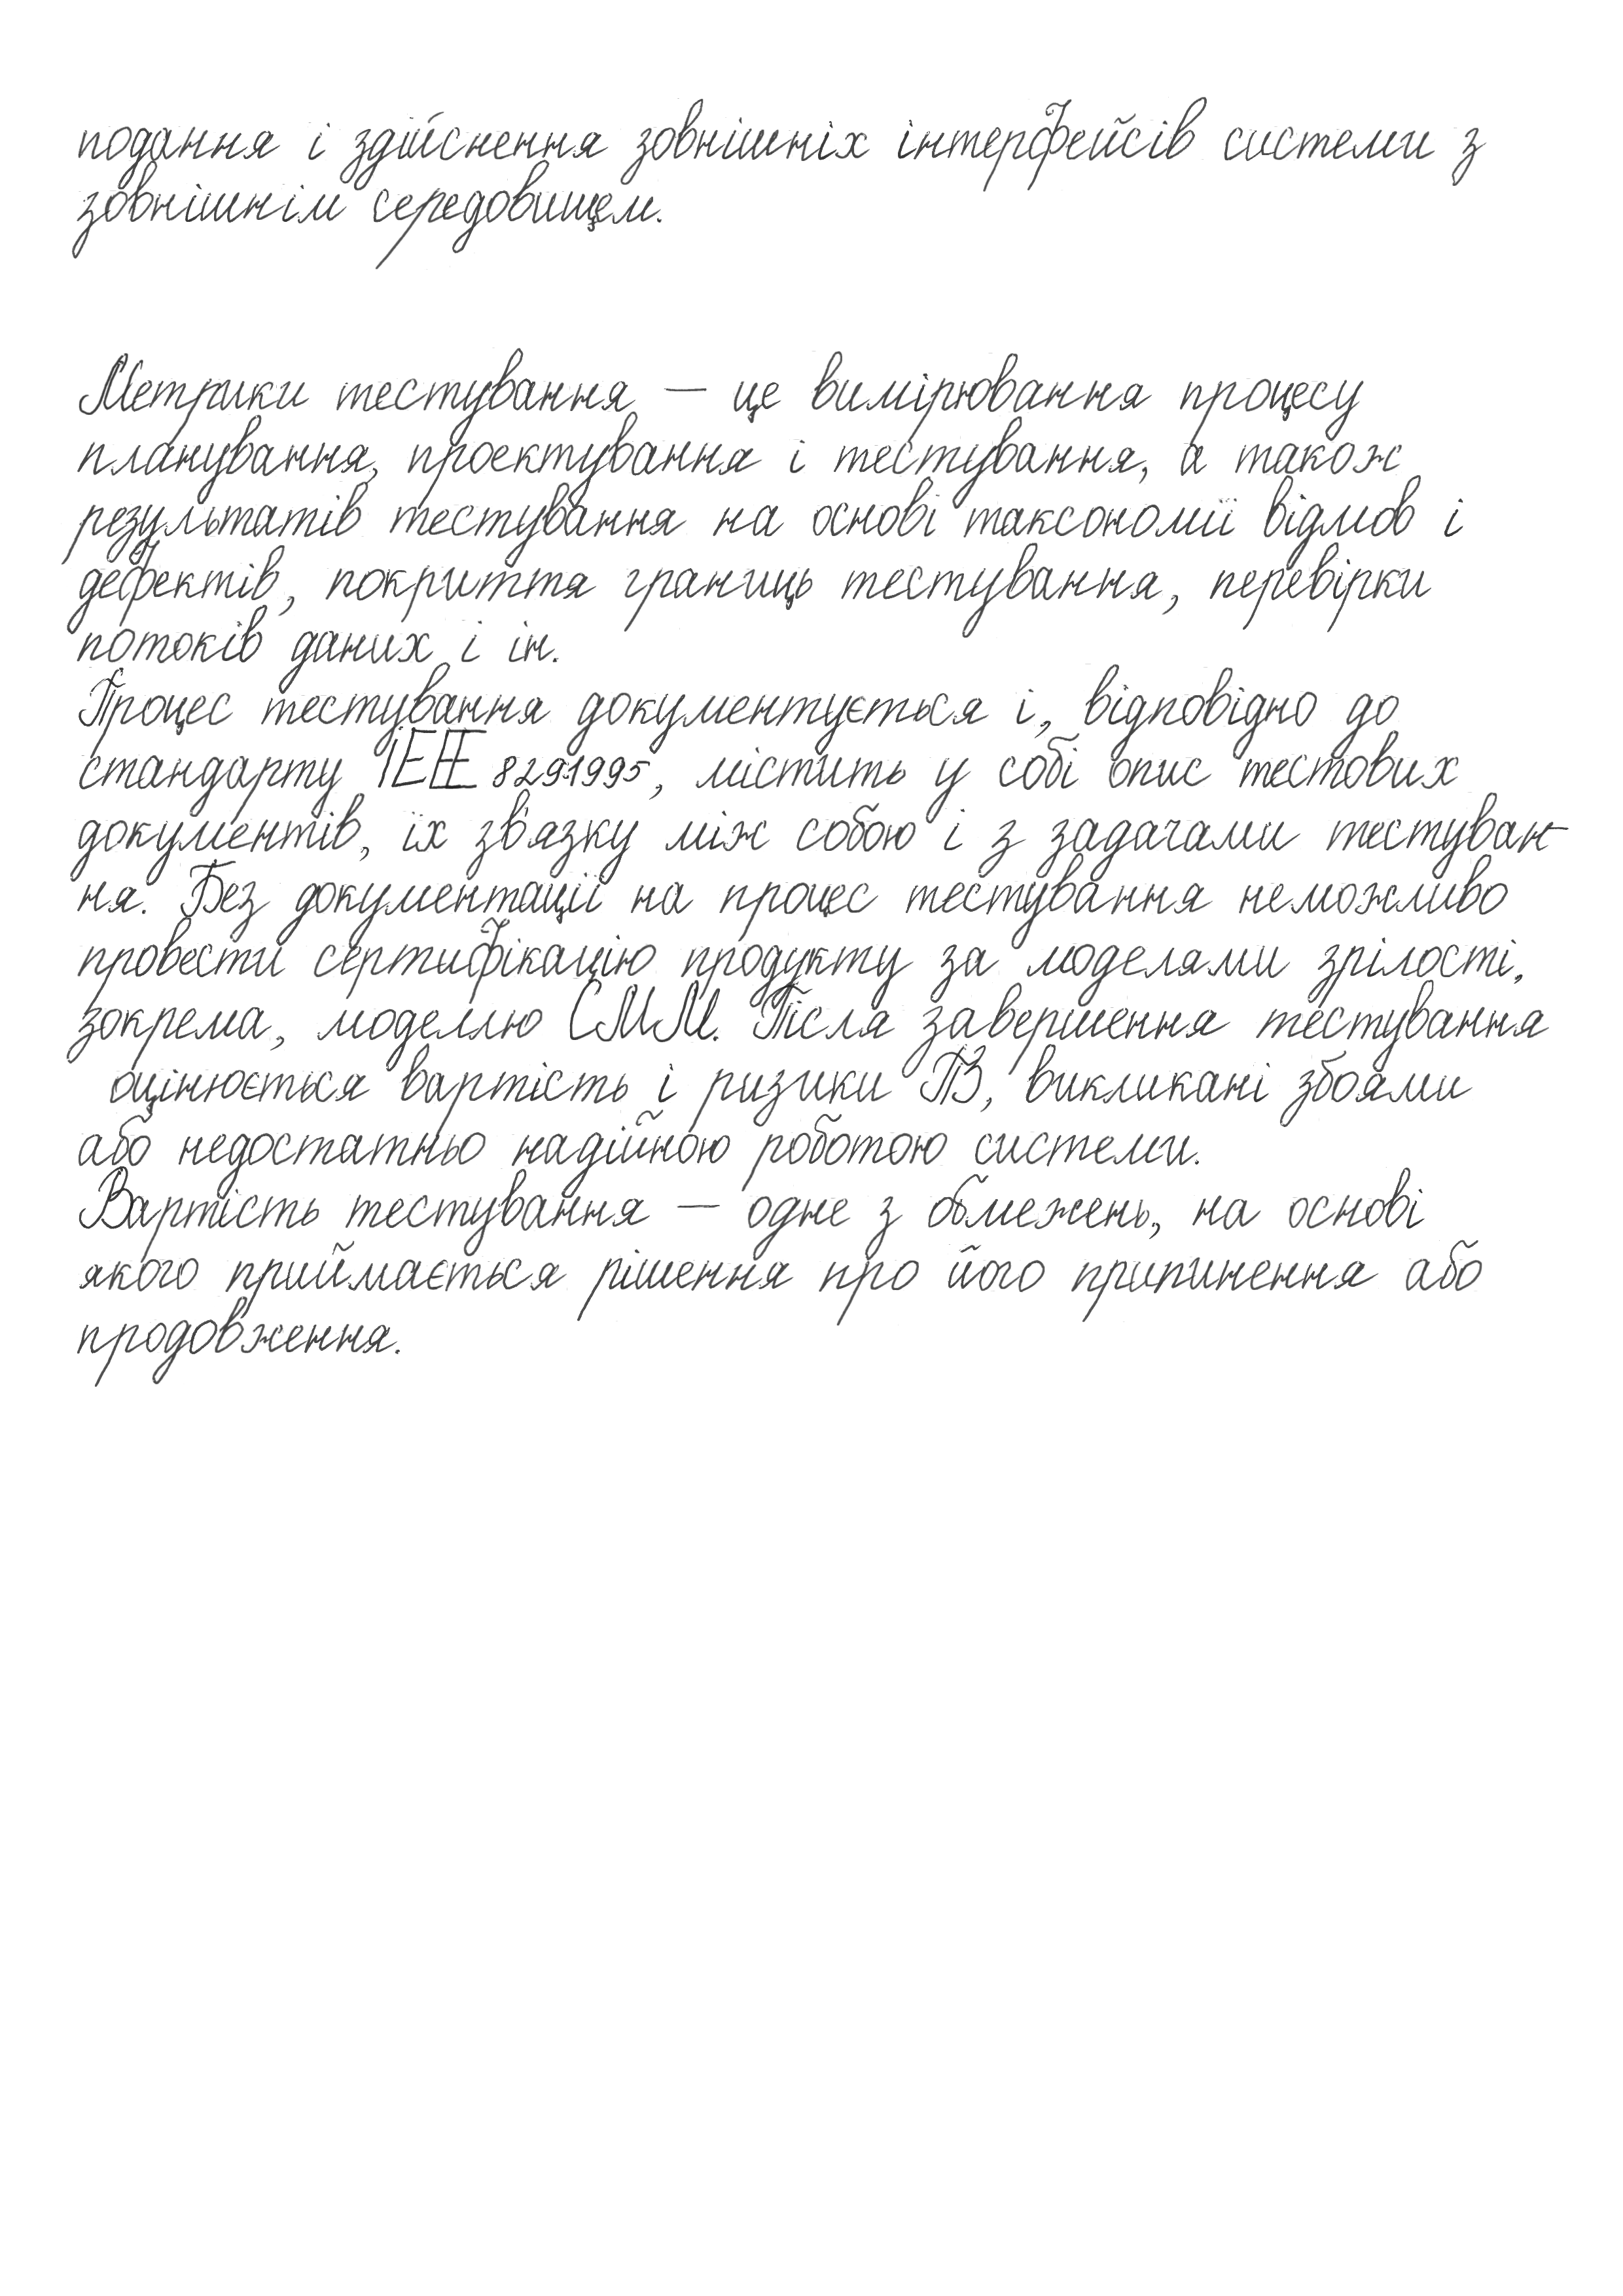 подання і здійснення зовнішніх інтерфейсів системи з
зовнішнім середовищем.
Метрики тестування – це вимірювання процесу
планування, проектування і тестування, а також
результатів тестування на основі таксономії відмов і
дефектів, покриття границь тестування, перевірки
потоків даних і ін.
Процес тестування документується і, відповідно до
стандарту IEEE 829.1995, містить у собі опис тестових
документів, їх зв'язку між собою і з задачами тестуван-
ня. Без документації на процес тестування неможливо
провести сертифікацію продукту за моделями зрілості,
зокрема, моделлю СММ. Після завершення тестування
оцінюється вартість і ризики ПЗ, викликані збоями
або недостатньо надійною роботою системи.
Вартість тестування – одне з обмежень, на основі
якого приймається рішення про його припинення або
продовження.